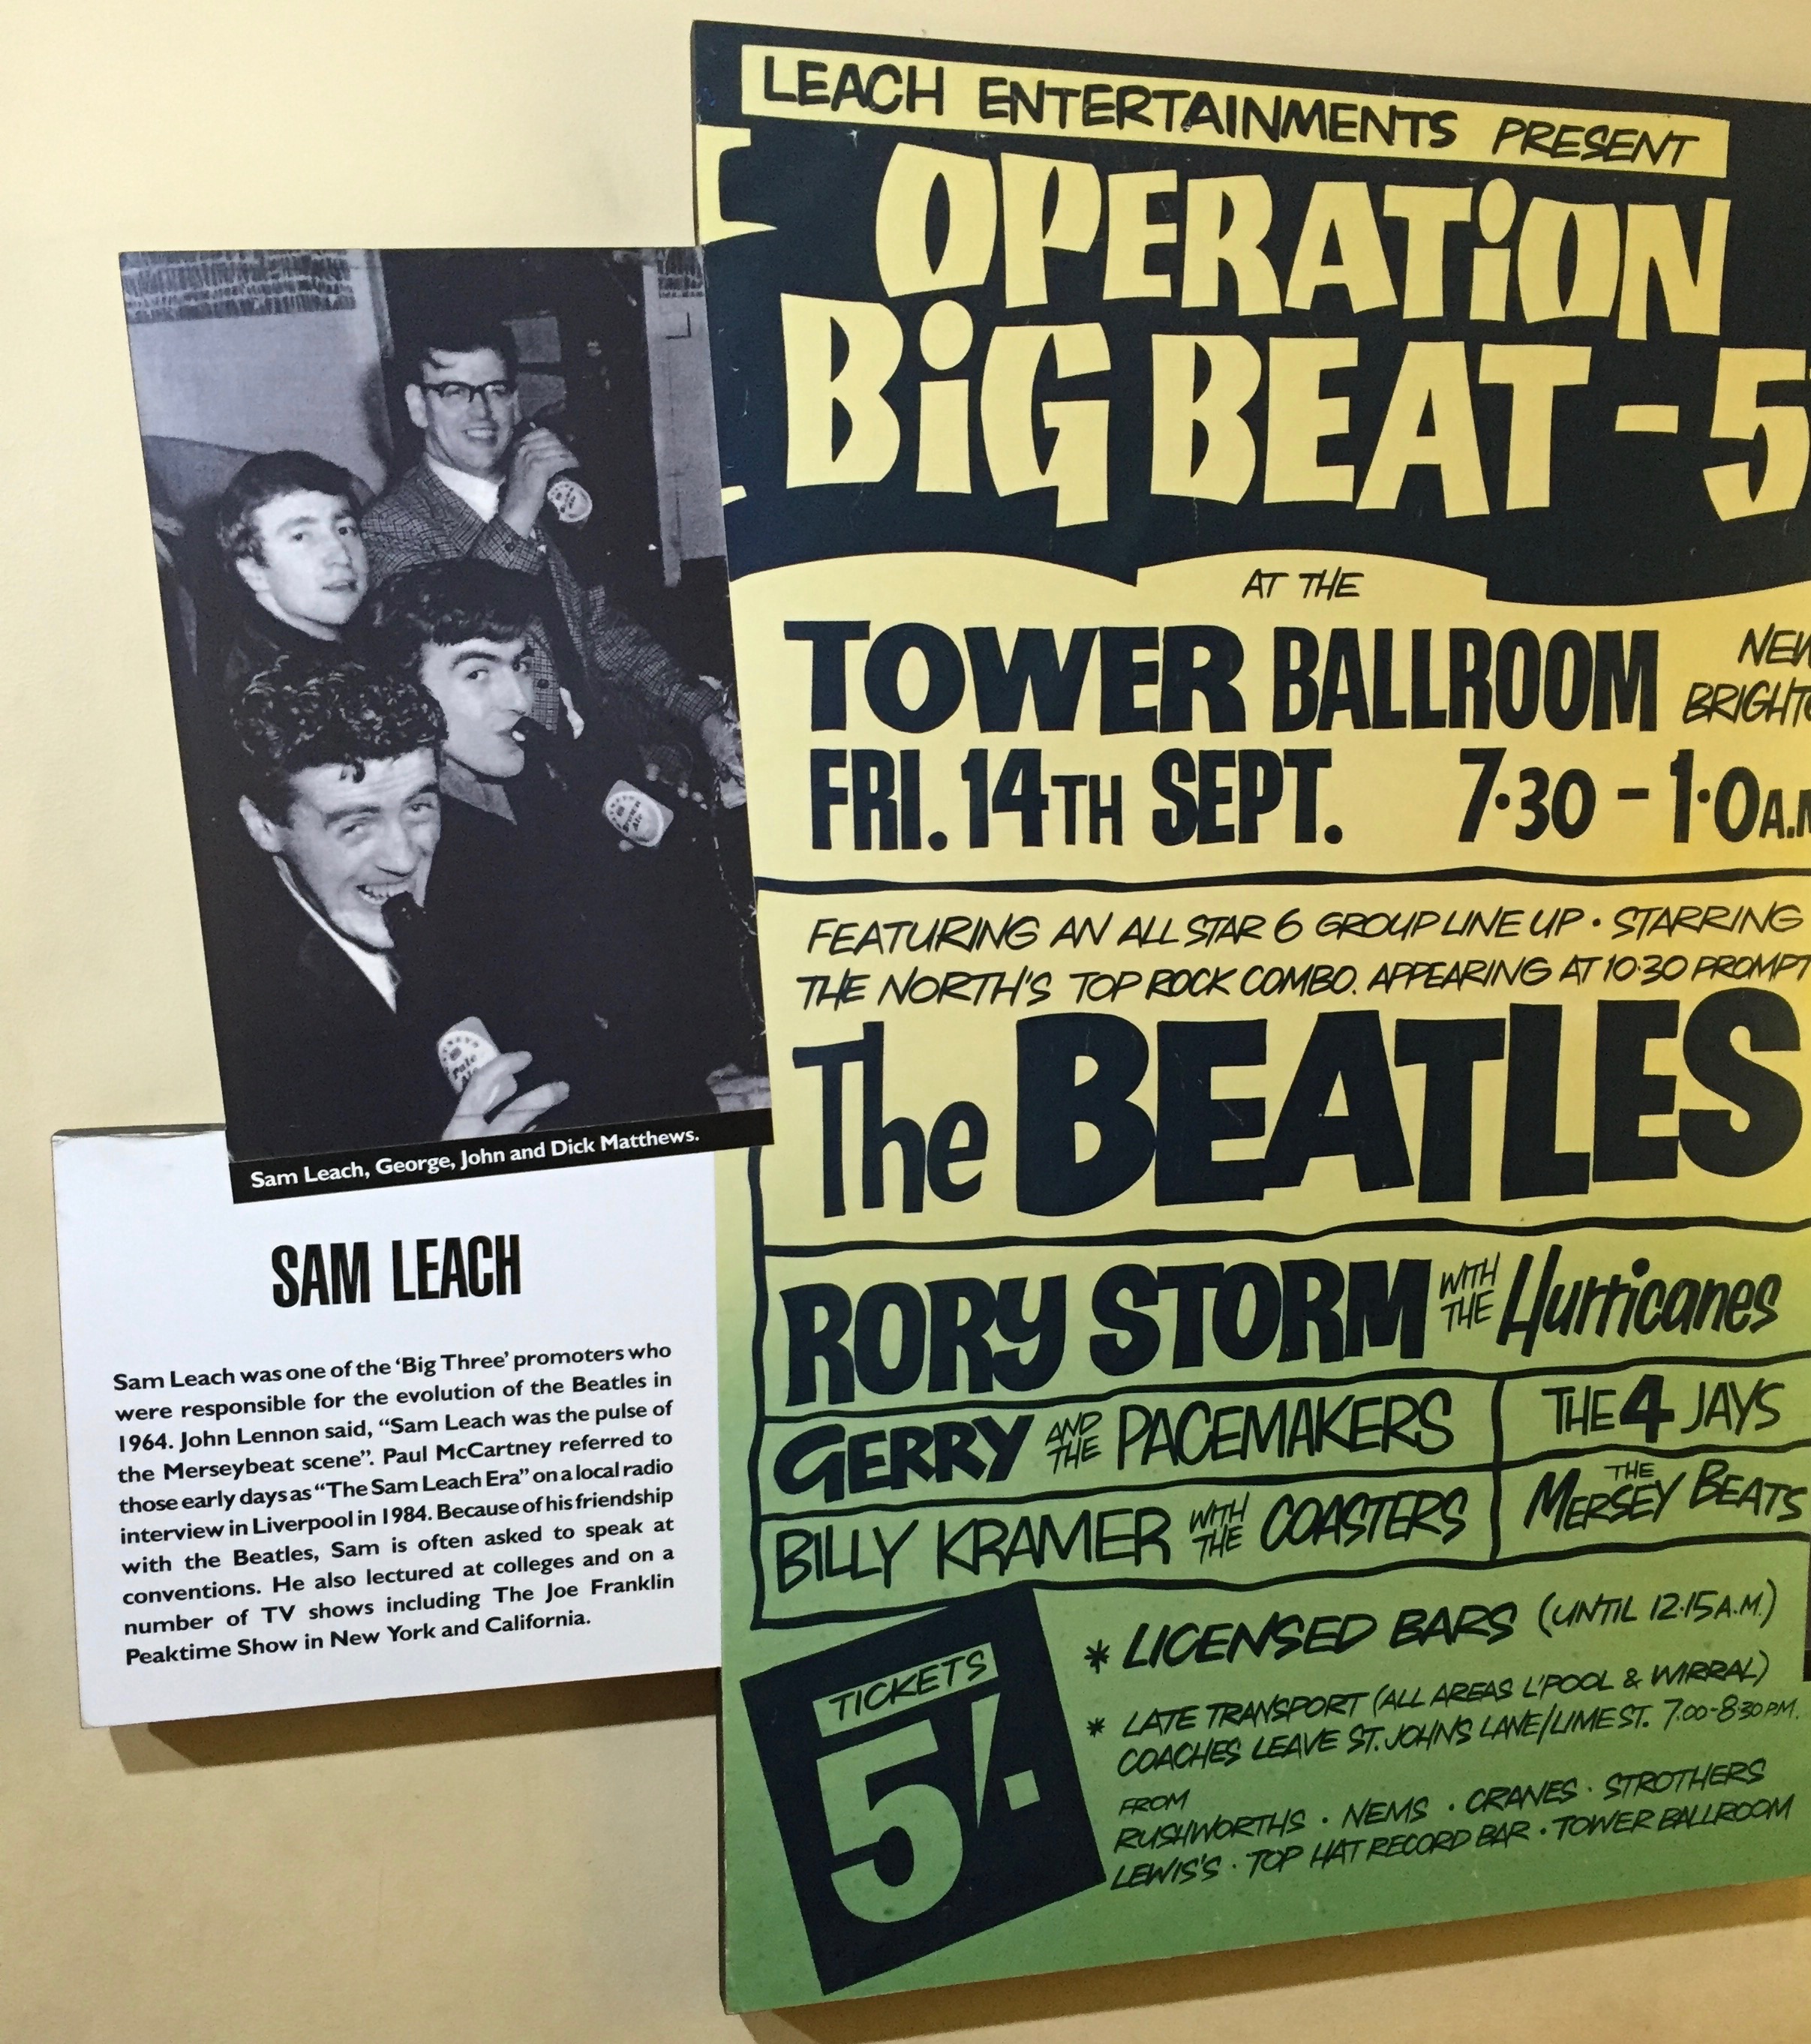 LEACH ENTERTAINMENTS PRESENT
OPERATiON
BiG BEAT - 5
AT THE
TOWER BALLROOM
FRI. 14TH SEPT. 7·30 - 1·0 A.M
FEATURING AN ALL STAR 6 GROUP LINE UP · STARRING
THE NORTH'S TOP ROCK COMBO. APPEARING AT 10·30 PROMPT
The BEATLES
RORY STORM WITH THE Hurricanes
GERRY AND THE PACEMAKERS
THE 4 JAYS
BILLY KRAMER WITH THE COASTERS
THE MERSEY BEATS
TICKETS
5/.
* LICENSED BARS (UNTIL 12·15 A.M.)
* LATE TRANSPORT (ALL AREAS L'POOL & WIRRAL)
COACHES LEAVE ST. JOHNS LANE/LIME ST. 7.00-8·30 PM.
FROM
RUSHWORTHS · NEMS · CRANES · STROTHERS
LEWIS'S · TOP HAT RECORD BAR · TOWER BALLROOM
Brown Ale
Pale Ale
Sam Leach, George, John and Dick Matthews.
SAM LEACH
Sam Leach was one of the 'Big Three' promoters who
were responsible for the evolution of the Beatles in
1964. John Lennon said, "Sam Leach was the pulse of
the Merseybeat scene". Paul McCartney referred to
those early days as "The Sam Leach Era" on a local radio
interview in Liverpool in 1984. Because of his friendship
with the Beatles, Sam is often asked to speak at
conventions. He also lectured at colleges and on a
number of TV shows including The Joe Franklin
Peaktime Show in New York and California.